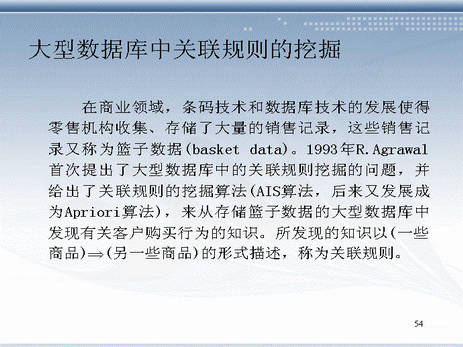 大型数据库中关联规则的挖掘
在商业领域，条码技术和数据库技术的发展使得
零售机构收集、存储了大量的销售记录，这些销售记
录又称为篮子数据(basket data)。1993年R.Agrawal
首次提出了大型数据库中的关联规则挖掘的问题，并
给出了关联规则的挖掘算法(AIS算法，后来又发展成
为Apriori算法)，来从存储篮子数据的大型数据库中
发现有关客户购买行为的知识。所发现的知识以(一些
商品)⇒(另一些商品)的形式描述，称为关联规则。
54